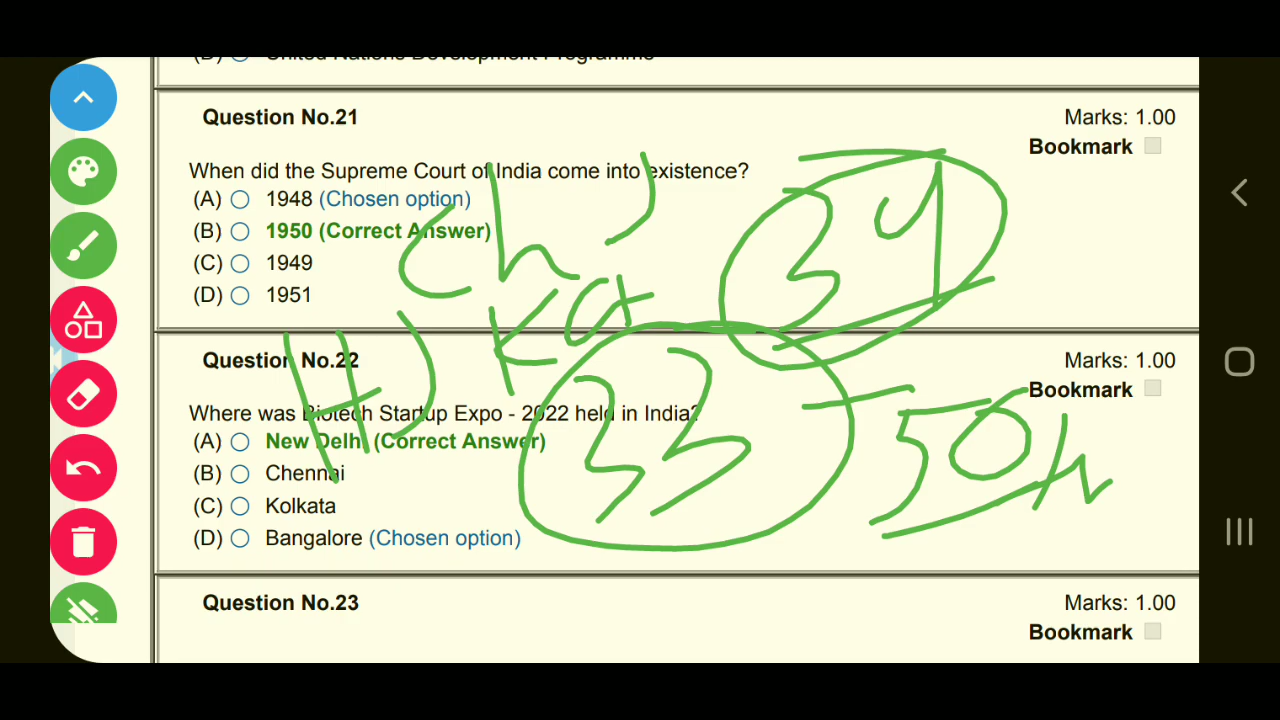 Question No.21
Marks: 1.00
Bookmark
When did the Supreme Court of India come into existence?
(A) 1948 (Chosen option)
(B) 1950 (Correct Answer)
(C) 1949
(D) 1951
34
Question No.22
Marks: 1.00
Bookmark
Where was Biotech Startup Expo - 2022 held in India?
(A) New Delhi (Correct Answer)
(B) Chennai
(C) Kolkata
(D) Bangalore (Chosen option)
33
50
Question No.23
Marks: 1.00
Bookmark